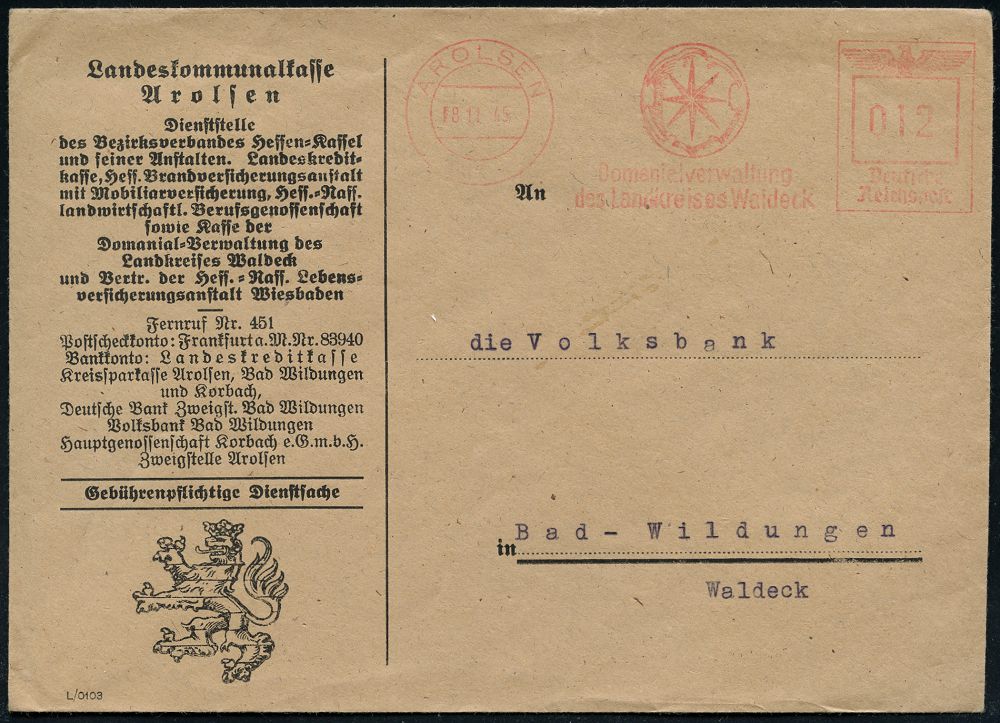 Landeskommunalkasse
Arolsen
Dienststelle
des Bezirksverbandes Hessen-Kassel
und seiner Anstalten. Landeskredit-
kasse, Hess. Brandversicherungsanstalt
mit Mobiliarversicherung, Hess.-Nass.
landwirtschaftl. Berufsgenossenschaft
sowie Kasse der
Domanial-Verwaltung des
Landkreises Waldeck
und Vertr. der Hess.-Nass. Lebens-
versicherungsanstalt Wiesbaden
Fernruf Nr. 451
Postscheckkonto: Frankfurt a. M. Nr. 83940
Bankkonto: Landeskreditkasse
Kreissparkasse Arolsen, Bad Wildungen
und Korbach,
Deutsche Bank Zweigst. Bad Wildungen
Volksbank Bad Wildungen
Hauptgenossenschaft Korbach e.G.m.b.H.
Zweigstelle Arolsen
Gebührenpflichtige Dienstsache
L/0103
AROLSEN
11 45
Domanialverwaltung
des Landkreises Waldeck
012
Deutsche
Reichspost
An
die Volksbank
in Bad-Wildungen
Waldeck